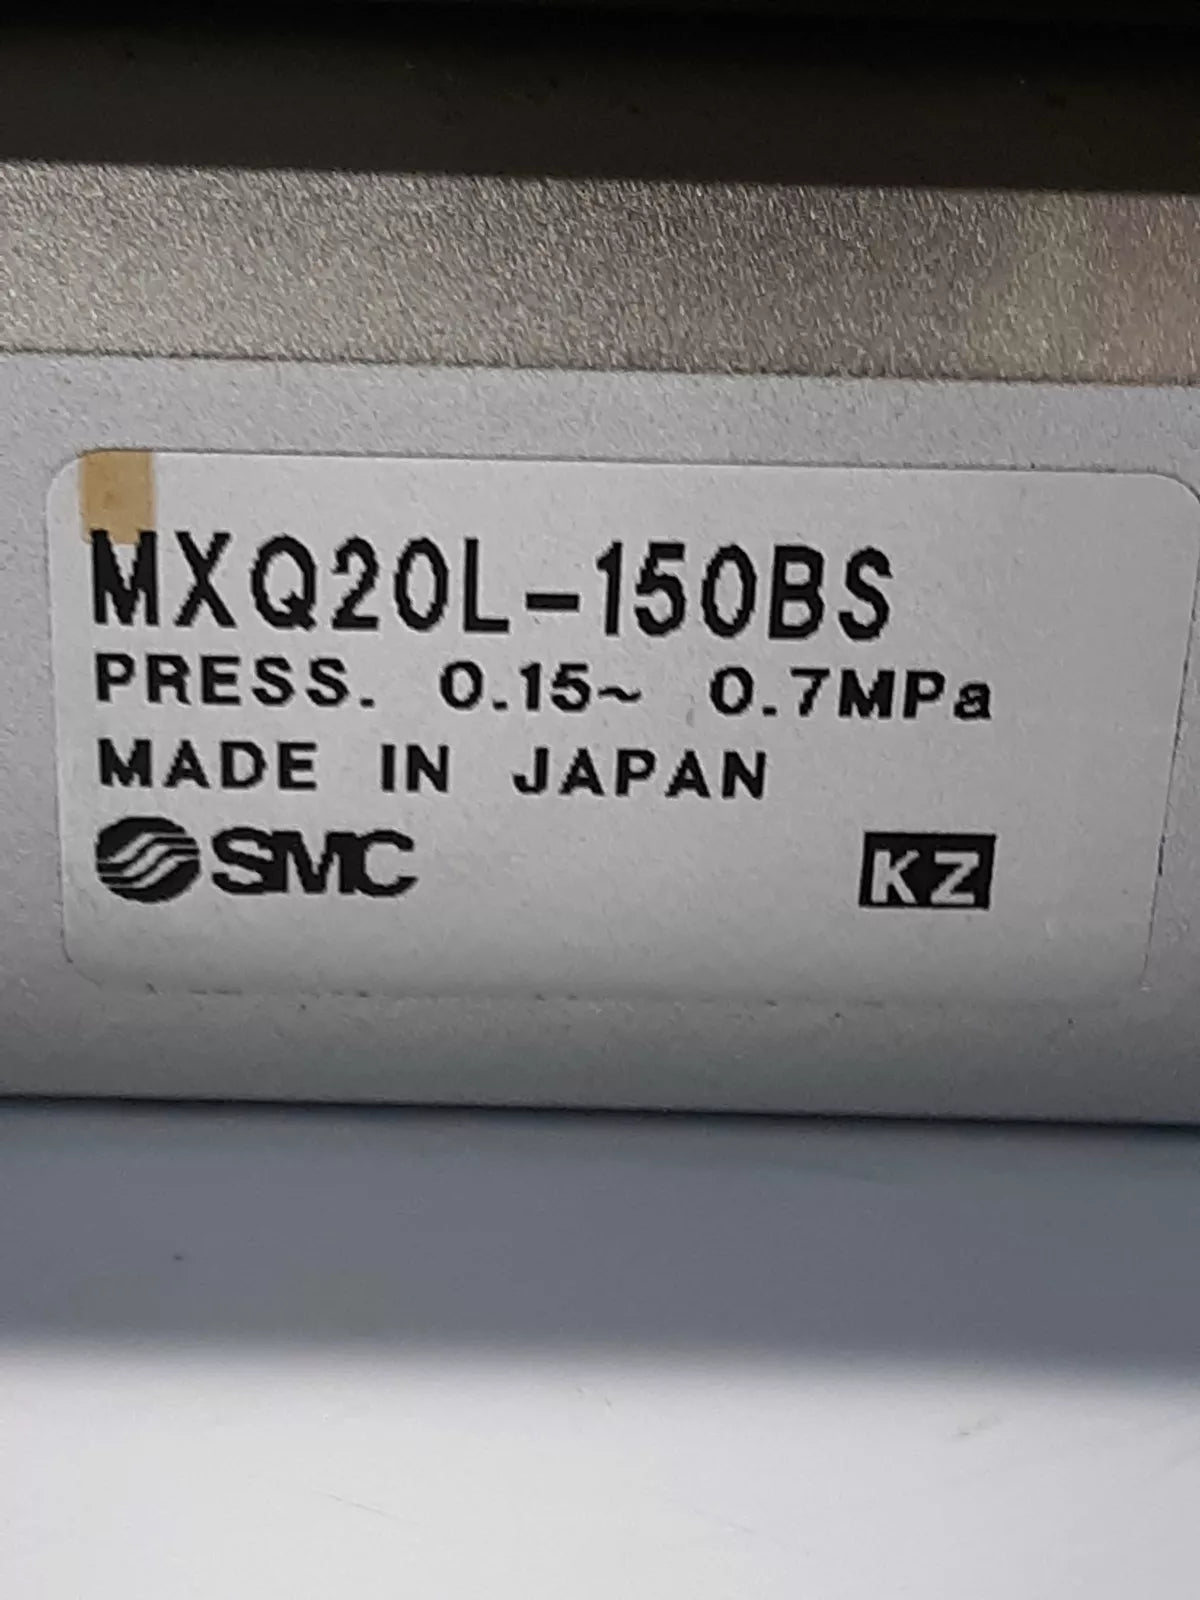 MXQ20L-150BS
PRESS. 0.15~ 0.7MPa
MADE IN JAPAN
SMC KZ